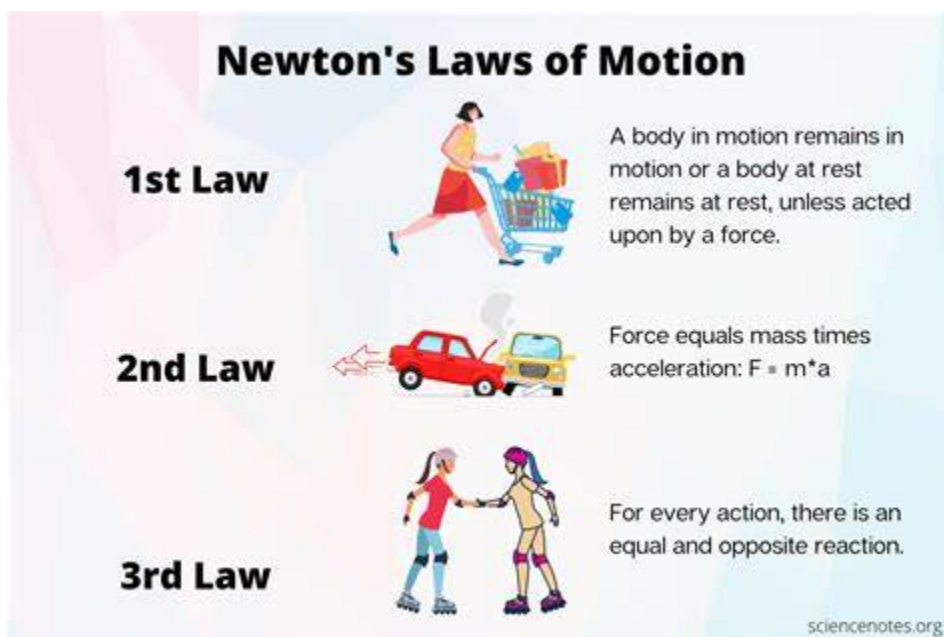 Newton's Laws of Motion
1st Law
A body in motion remains in
motion or a body at rest
remains at rest, unless acted
upon by a force.
2nd Law
Force equals mass times
acceleration: F = m*a
3rd Law
For every action, there is an
equal and opposite reaction.
sciencenotes.org